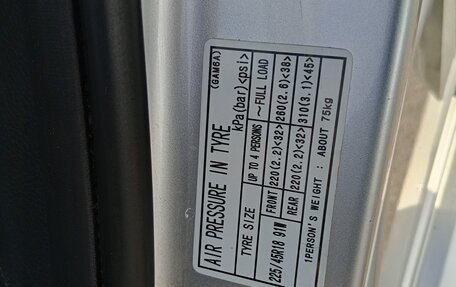 (GAM6A)
AIR PRESSURE IN TYRE kPa(bar)<psi>
TYRE SIZE UP TO 4 PERSONS ~FULL LOAD
225/45R18 91W FRONT 220(2.2)<32> 260(2.6)<38>
REAR 220(2.2)<32> 310(3.1)<45>
1PERSON'S WEIGHT : ABOUT 75kg